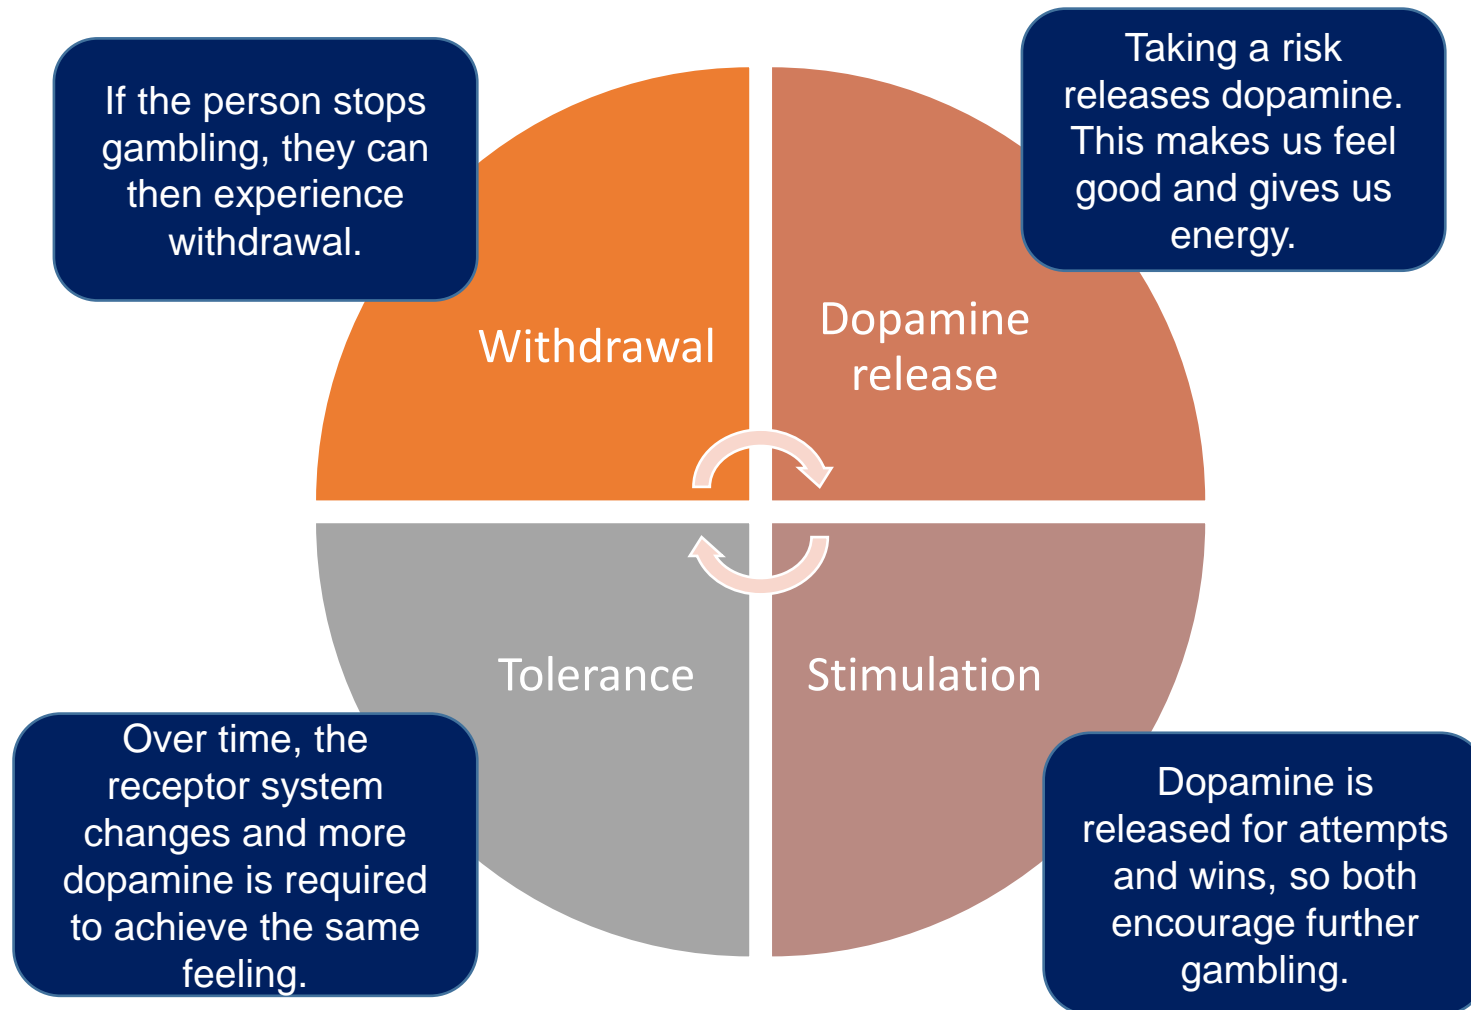 If the person stops
gambling, they can
then experience
withdrawal.
Taking a risk
releases dopamine.
This makes us feel
good and gives us
energy.
Withdrawal
Dopamine
release
Tolerance
Stimulation
Over time, the
receptor system
changes and more
dopamine is required
to achieve the same
feeling.
Dopamine is
released for attempts
and wins, so both
encourage further
gambling.